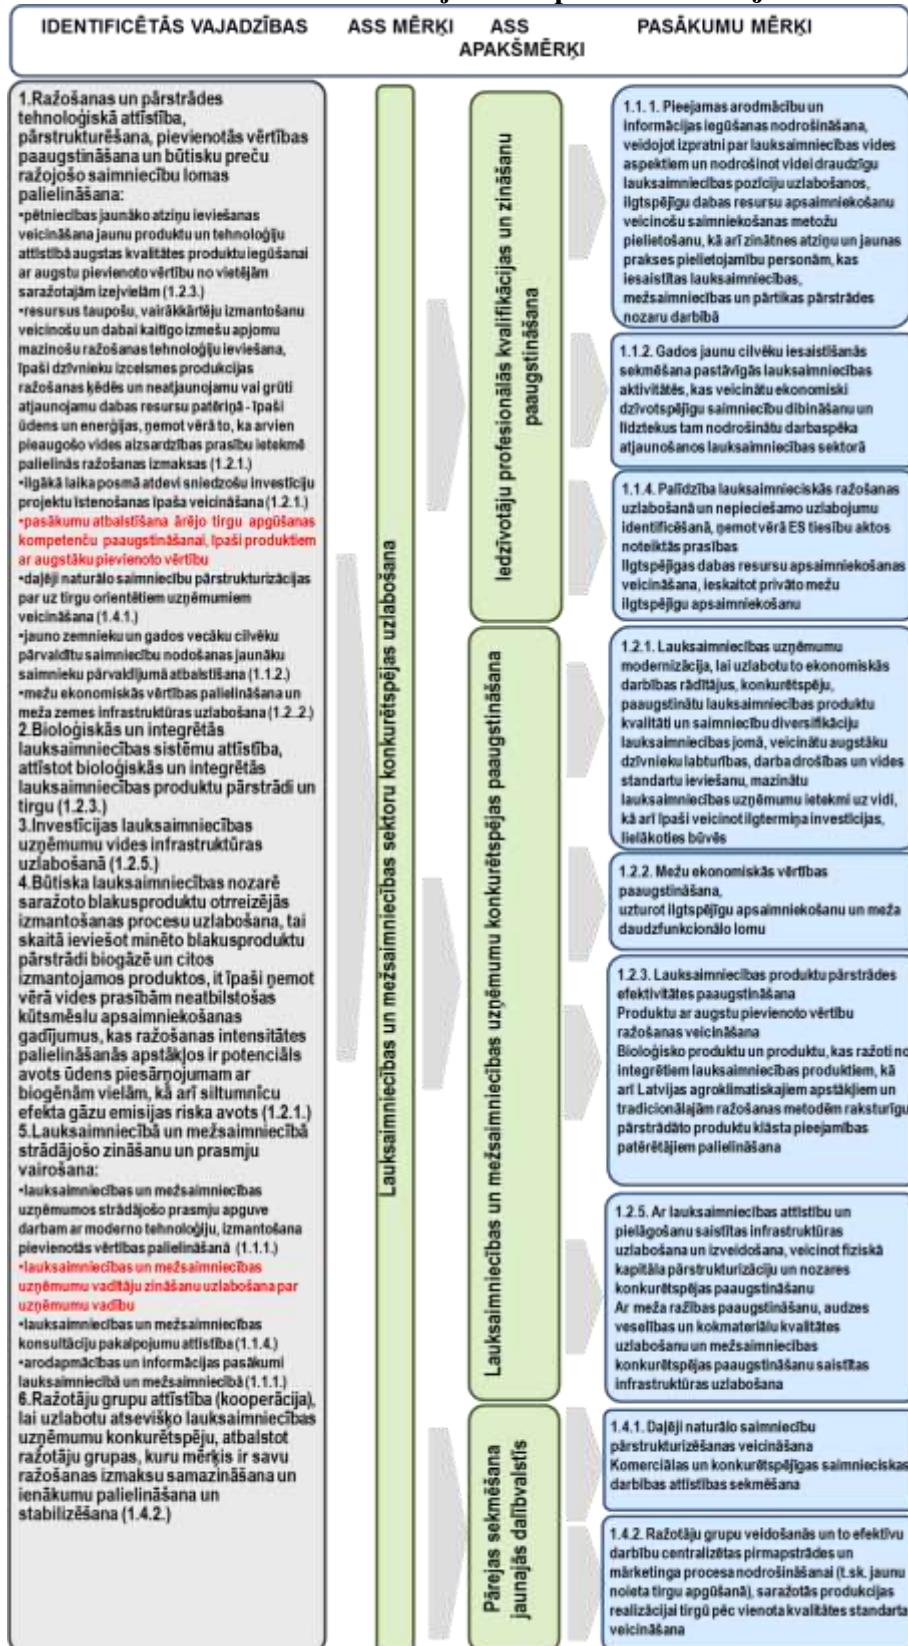 IDENTIFICĒTĀS VAJADZĪBAS
ASS MĒRĶI
ASS
APAKŠMĒRĶI
PASĀKUMU MĒRĶI
1.Ražošanas un pārstrādes
tehnoloģiskā attīstība,
pārstrukturēšana, pievienotās vērtības
paaugstināšana un būtisku preču
ražojošo saimniecību lomas
palielināšana:
•pētniecības jaunāko atziņu ieviešanas
veicināšana jaunu produktu un tehnoloģiju
attīstībā augstas kvalitātes produktu iegūšanai
ar augstu pievienoto vērtību no vietējām
saražotajām izejvielām (1.2.3.)
•resursus taupošu, vairākkārtēju izmantošanu
veicinošu un dabai kaitīgo izmešu apjomu
mazinošu ražošanas tehnoloģiju ieviešana,
īpaši dzīvnieku izcelsmes produkcijas
ražošanas ķēdēs un neatjaunojamu vai grūti
atjaunojamu dabas resursu patēriņā - īpaši
ūdens un enerģijas, ņemot vērā to, ka arvien
pieaugošo vides aizsardzības prasību ietekmē
palielinās ražošanas izmaksas (1.2.1.)
•ilgākā laika posmā atdevi sniedzošu investīciju
projektu īstenošanas īpaša veicināšana (1.2.1.)
•pasākumu atbalstīšana ārējo tirgu apgūšanas
kompetenču paaugstināšanai, īpaši produktiem
ar augstāku pievienoto vērtību
•daļēji naturālo saimniecību pārstrukturizācijas
par uz tirgu orientētiem uzņēmumiem
veicināšana (1.4.1.)
•jauno zemnieku un gados vecāku cilvēku
pārvaldītu saimniecību nodošanas jaunāku
saimnieku pārvaldījumā atbalstīšana (1.1.2.)
•mežu ekonomiskās vērtības palielināšana un
meža zemes infrastruktūras uzlabošana (1.2..2.)
2.Bioloģiskās un integrētās
lauksaimniecības sistēmu attīstība,
attīstot bioloģiskās un integrētās
lauksaimniecības produktu pārstrādi un
tirgu (1.2.3.)
3.Investīcijas lauksaimniecības
uzņēmumu vides infrastruktūras
uzlabošanā (1.2.5.)
4.Būtiska lauksaimniecības nozarē
saražoto blakusproduktu otrreizējās
izmantošanas procesu uzlabošana, tai
skaitā ieviešot minēto blakusproduktu
pārstrādi biogāzē un citos
izmantojamos produktos, it īpaši ņemot
vērā vides prasībām neatbilstošas
kūtsmēslu apsaimniekošanas
gadījumus, kas ražošanas intensitātes
palielināšanās apstākļos ir potenciāls
avots ūdens piesārņojumam ar
biogēnām vielām, kā arī siltumnīcu
efekta gāzu emisijas riska avots (1.2.1.)
5.Lauksaimniecībā un mežsaimniecībā
strādājošo zināšanu un prasmju
vairošana:
•lauksaimniecības un mežsaimniecības
uzņēmumos strādājošo prasmju apguve
darbam ar moderno tehnoloģiju, izmantošana
pievienotās vērtības palielināšanā (1.1.1.)
•lauksaimniecības un mežsaimniecības
uzņēmumu vadītāju zināšanu uzlabošana par
uzņēmumu vadību
•lauksaimniecības un mežsaimniecības
konsultāciju pakalpojumu attīstība (1.1.4.)
•arodapmācības un informācijas pasākumi
lauksaimniecībā un mežsaimniecībā (1.1.1.)
6.Ražotāju grupu attīstība (kooperācija),
lai uzlabotu atsevišķo lauksaimniecības
uzņēmumu konkurētspēju, atbalstot
ražotāju grupas, kuru mērķis ir savu
ražošanas izmaksu samazināšana un
ienākumu palielināšana un
stabilizēšana (1.4.2.)
Lauksaimniecības un mežsaimniecības sektoru konkurētspējas uzlabošana
Iedzīvotāju profesionālās kvalifikācijas un zināšanu
paaugstināšana
Lauksaimniecības un mežsaimniecības uzņēmumu konkurētspējas paaugstināšana
Pārejas sekmēšana
jaunajās dalībvalstīs
1.1. 1. Pieejamas arodmācību un
informācijas iegūšanas nodrošināšana,
veidojot izpratni par lauksaimniecības vides
aspektiem un nodrošinot videi draudzīgu
lauksaimniecības pozīciju uzlabošanos,
ilgtspējīgu dabas resursu apsaimniekošanu
veicinošu saimniekošanas metožu
pielietošanu, kā arī zinātnes atziņu un jaunas
prakses pielietojamību personām, kas
iesaistītas lauksaimniecības,
mežsaimniecības un pārtikas pārstrādes
nozaru darbībā
1.1.2. Gados jaunu cilvēku iesaistīšanās
sekmēšana pastāvīgās lauksaimniecības
aktivitātēs, kas veicinātu ekonomiski
dzīvotspējīgu saimniecību dibināšanu un
līdztekus tam nodrošinātu darbaspēka
atjaunošanos lauksaimniecības sektorā
1.1.4. Palīdzība lauksaimnieciskās ražošanas
uzlabošanā un nepieciešamo uzlabojumu
identificēšanā, ņemot vērā ES tiesību aktos
noteiktās prasības
Ilgtspējīgas dabas resursu apsaimniekošanas
veicināšana, ieskaitot privāto mežu
ilgtspējīgu apsaimniekošanu
1.2.1. Lauksaimniecības uzņēmumu
modernizācija, lai uzlabotu to ekonomiskās
darbības rādītājus, konkurētspēju,
paaugstinātu lauksaimniecības produktu
kvalitāti un saimniecību diversifikāciju
lauksaimniecības jomā, veicinātu augstāku
dzīvnieku labturības, darba drošības un vides
standartu ieviešanu, mazinātu
lauksaimniecības uzņēmumu ietekmi uz vidi,
kā arī īpaši veicinot ilgtermiņa investīcijas,
lielākoties būvēs
1.2.2. Mežu ekonomiskās vērtības
paaugstināšana,
uzturot ilgtspējīgu apsaimniekošanu un meža
daudzfunkcionālo lomu
1.2.3. Lauksaimniecības produktu pārstrādes
efektivitātes paaugstināšana
Produktu ar augstu pievienoto vērtību
ražošanas veicināšana
Bioloģisko produktu un produktu, kas ražoti no
integrētiem lauksaimniecības produktiem, kā
arī Latvijas agroklimatiskajiem apstākļiem un
tradicionālajām ražošanas metodēm raksturīgu
pārstrādāto produktu klāsta pieejamības
patērētājiem palielināšana
1.2.5. Ar lauksaimniecības attīstību un
pielāgošanu saistītas infrastruktūras
uzlabošana un izveidošana, veicinot fiziskā
kapitāla pārstrukturizāciju un nozares
konkurētspējas paaugstināšanu
Ar meža ražības paaugstināšanu, audzes
veselības un kokmateriālu kvalitātes
uzlabošanu un mežsaimniecības
konkurētspējas paaugstināšanu saistītas
infrastruktūras uzlabošana
1.4.1. Daļēji naturālo saimniecību
pārstrukturizēšanas veicināšana
Komerciālas un konkurētspējīgas saimnieciskas
darbības attīstības sekmēšana
1.4.2. Ražotāju grupu veidošanās un to efektīvu
darbību centralizētas pirmapstrādes un
mārketinga procesa nodrošināšanai (t.sk. jaunu
noieta tirgu apgūšanā), saražotās produkcijas
realizācijai tirgū pēc vienota kvalitātes standarta
veicināšana